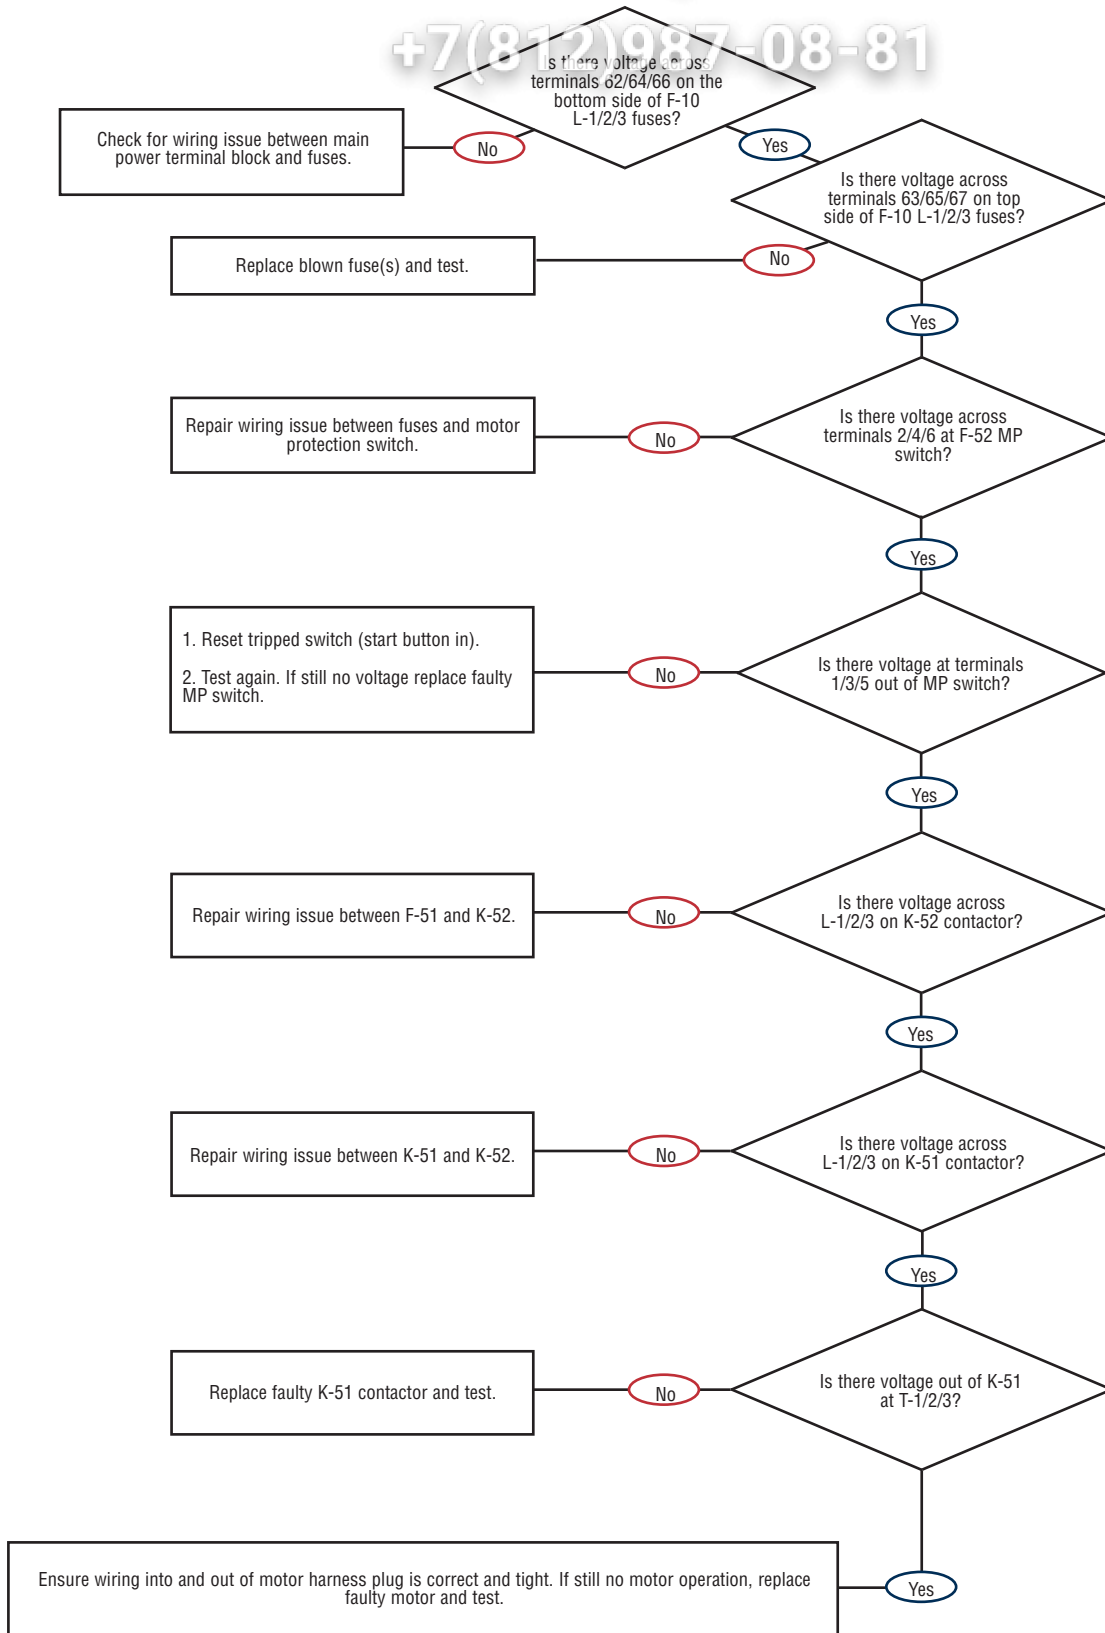 +7(812)987-08-81
Is there voltage across
terminals 62/64/66 on the
bottom side of F-10
L-1/2/3 fuses?
Check for wiring issue between main
power terminal block and fuses.
No
Yes
Is there voltage across
terminals 63/65/67 on top
side of F-10 L-1/2/3 fuses?
Replace blown fuse(s) and test.
No
Yes
Repair wiring issue between fuses and motor
protection switch.
No
Is there voltage across
terminals 2/4/6 at F-52 MP
switch?
Yes
1. Reset tripped switch (start button in).
2. Test again. If still no voltage replace faulty
MP switch.
No
Is there voltage at terminals
1/3/5 out of MP switch?
Yes
Repair wiring issue between F-51 and K-52.
No
Is there voltage across
L-1/2/3 on K-52 contactor?
Yes
Repair wiring issue between K-51 and K-52.
No
Is there voltage across
L-1/2/3 on K-51 contactor?
Yes
Replace faulty K-51 contactor and test.
No
Is there voltage out of K-51
at T-1/2/3?
Ensure wiring into and out of motor harness plug is correct and tight. If still no motor operation, replace
faulty motor and test.
Yes